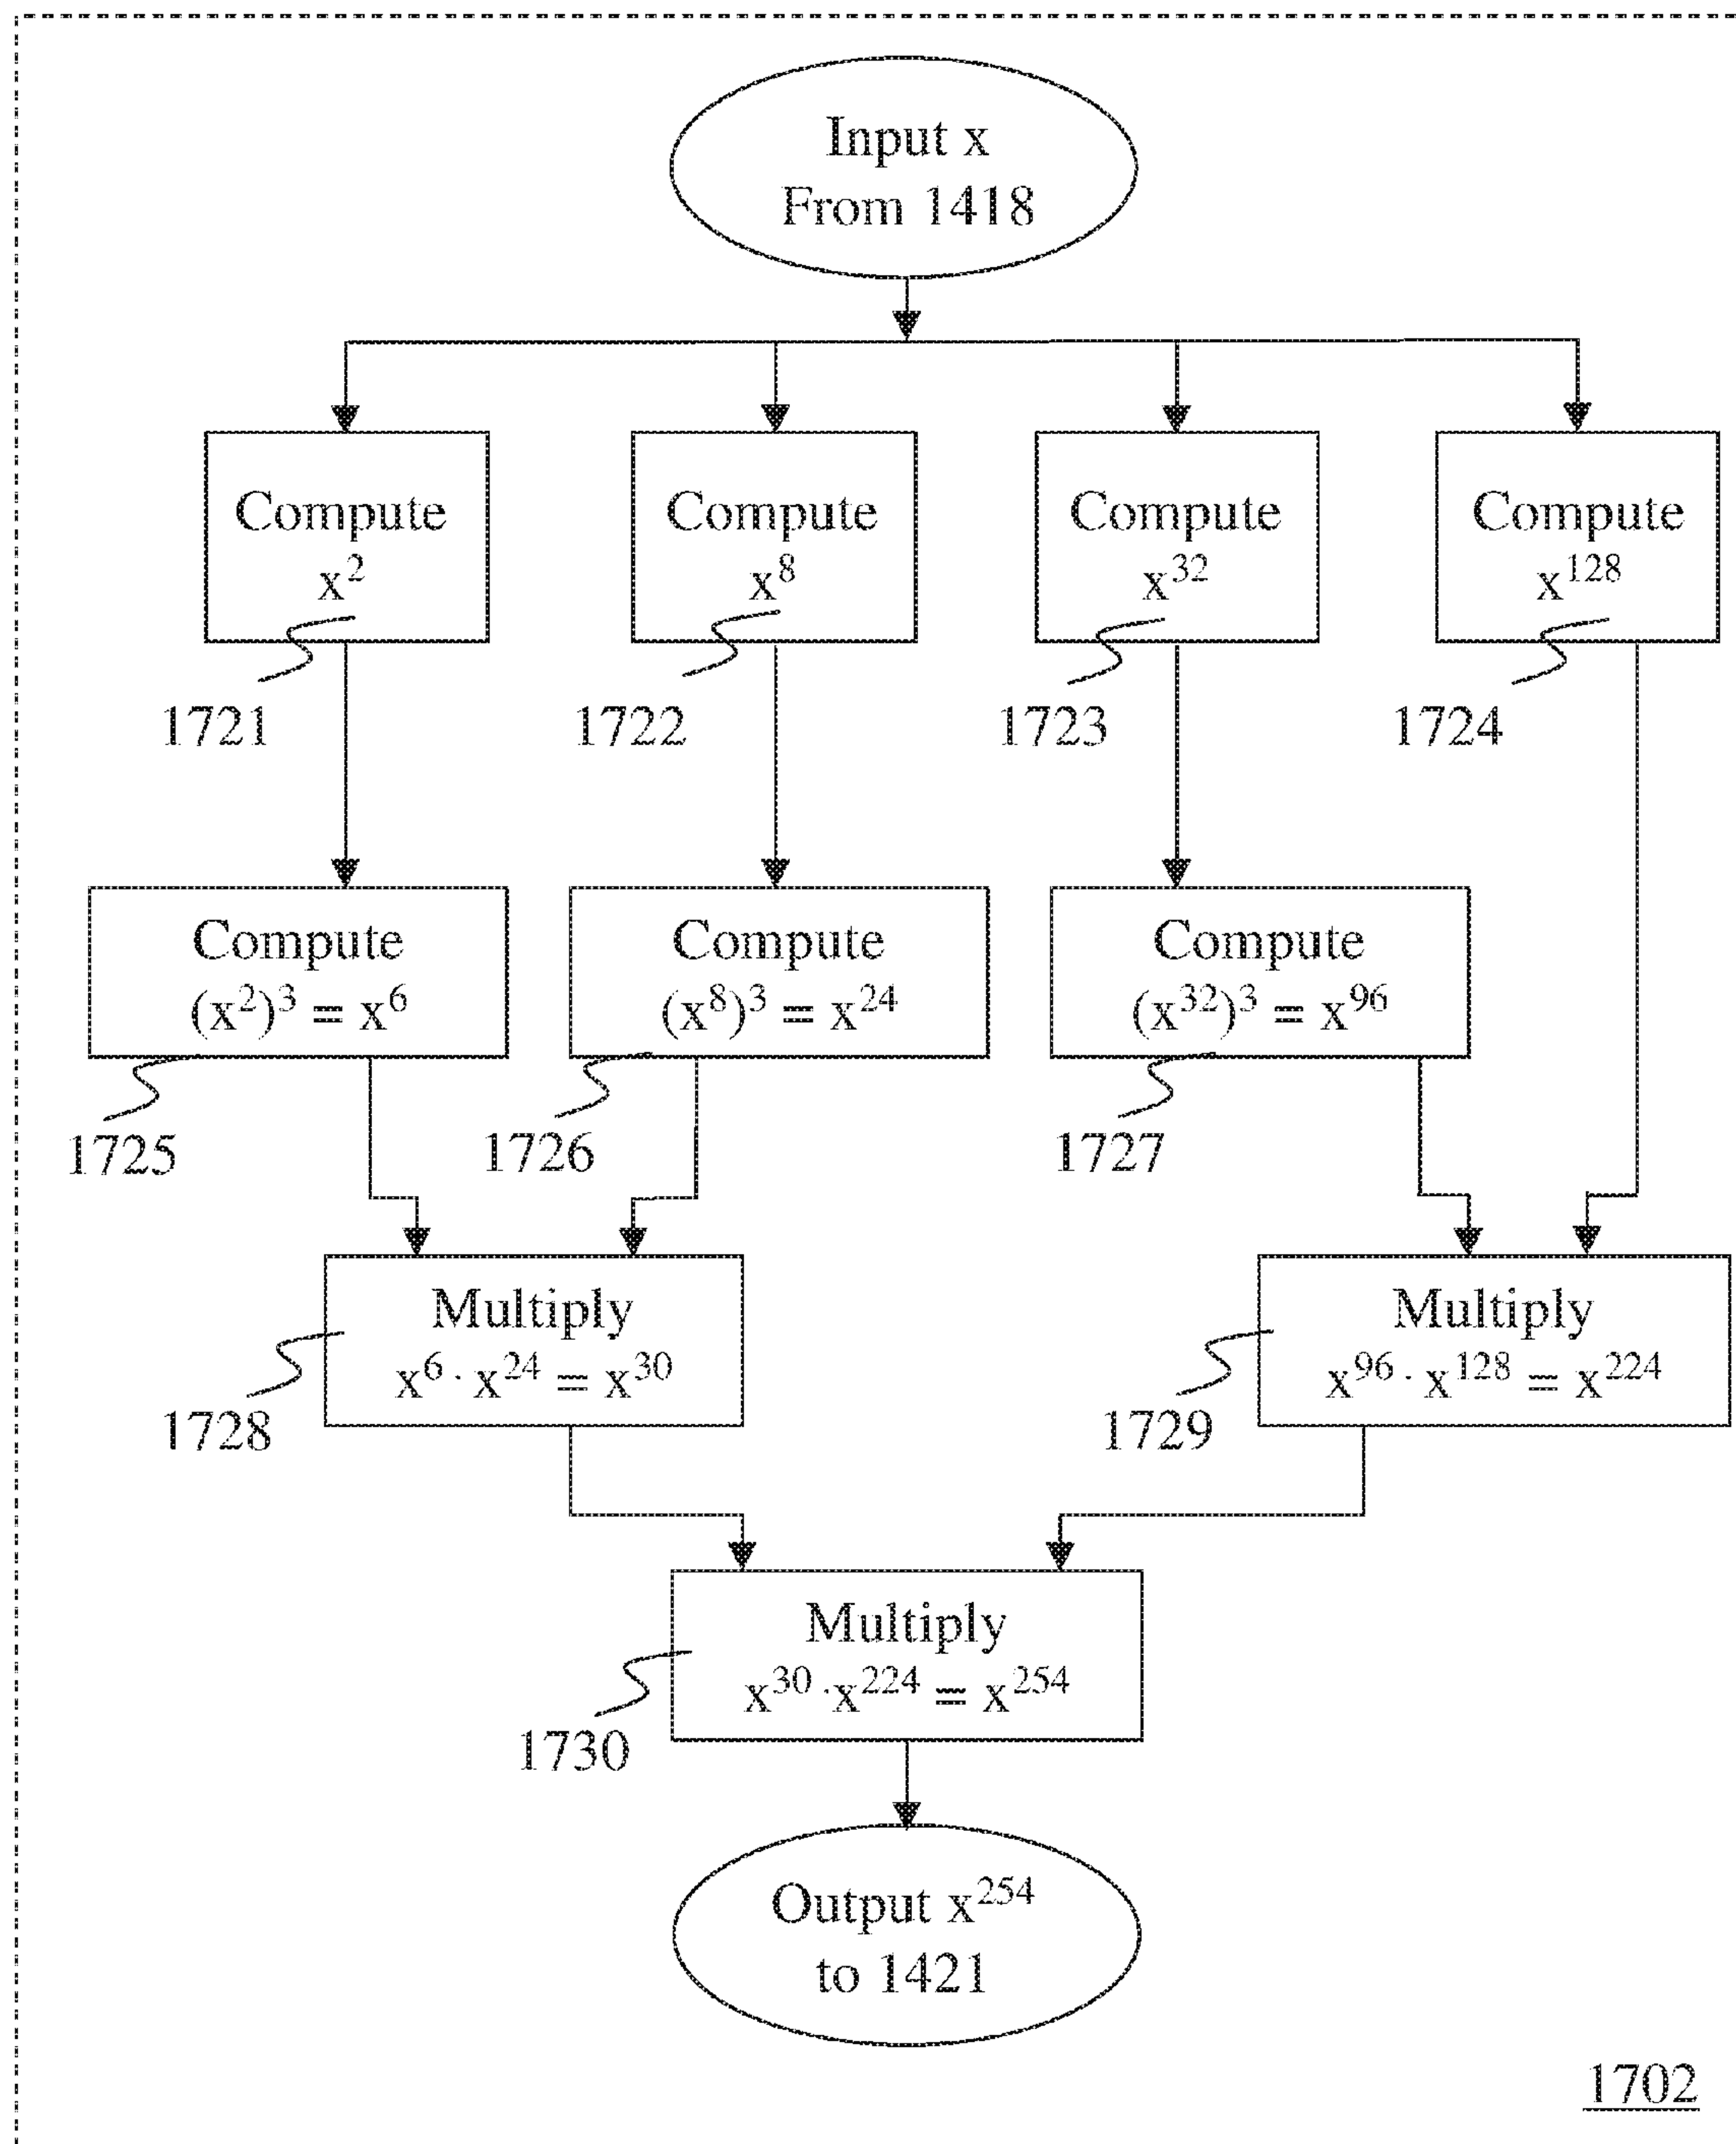 Input x
From 1418
Compute
x²
Compute
x⁸
Compute
x³²
Compute
x¹²⁸
1721
1722
1723
1724
Compute
(x²)³ = x⁶
Compute
(x⁸)³ = x²⁴
Compute
(x³²)³ = x⁹⁶
1725
1726
1727
Multiply
x⁶ · x²⁴ = x³⁰
Multiply
x⁹⁶ · x¹²⁸ = x²²⁴
1728
1729
Multiply
x³⁰ · x²²⁴ = x²⁵⁴
1730
Output x²⁵⁴
to 1421
1702